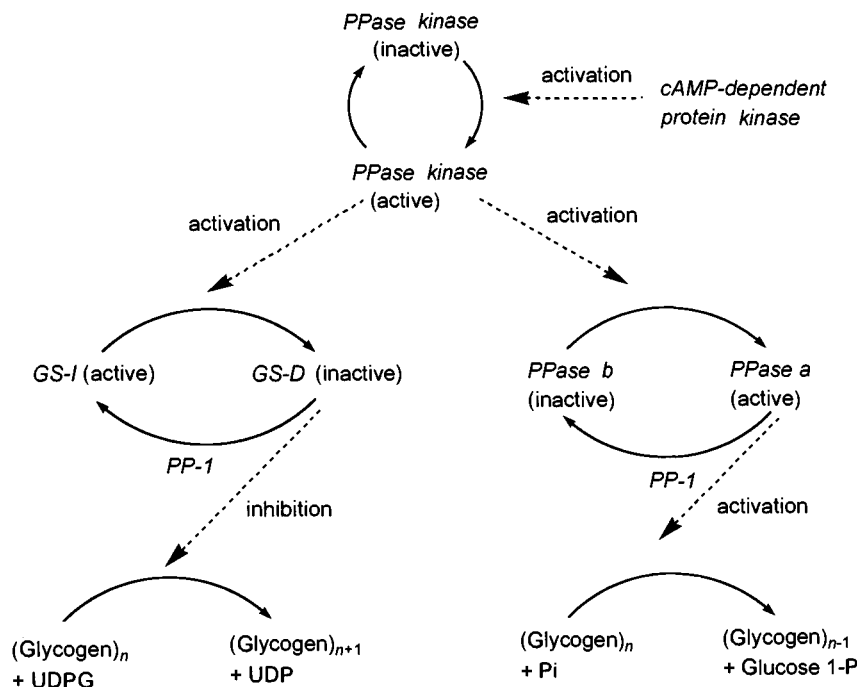 PPase kinase
(inactive)
activation
cAMP-dependent
protein kinase
PPase kinase
(active)
activation
activation
GS-I (active)
GS-D (inactive)
PPase b
(inactive)
PPase a
(active)
PP-1
PP-1
inhibition
activation
(Glycogen)n
+ UDPG
(Glycogen)n+1
+ UDP
(Glycogen)n
+ Pi
(Glycogen)n-1
+ Glucose 1-P